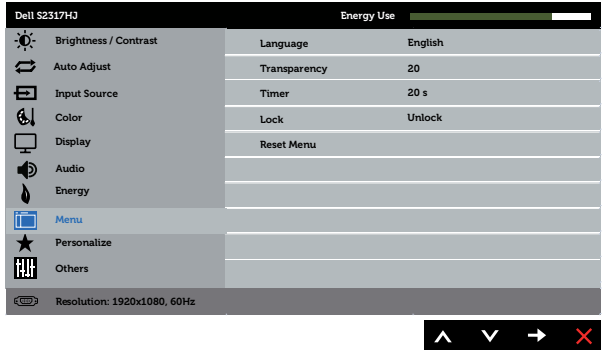 Dell S2317HJ Energy Use
Brightness / Contrast
Auto Adjust
Input Source
Color
Display
Audio
Energy
Menu
Personalize
Others
Language English
Transparency 20
Timer 20 s
Lock Unlock
Reset Menu
Resolution: 1920x1080, 60Hz